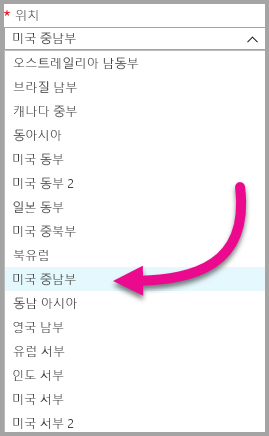 * 위치
미국 중남부
오스트레일리아 남동부
브라질 남부
캐나다 중부
동아시아
미국 동부
미국 동부 2
일본 동부
미국 중북부
북유럽
미국 중남부
동남 아시아
영국 남부
유럽 서부
인도 서부
미국 서부
미국 서부 2